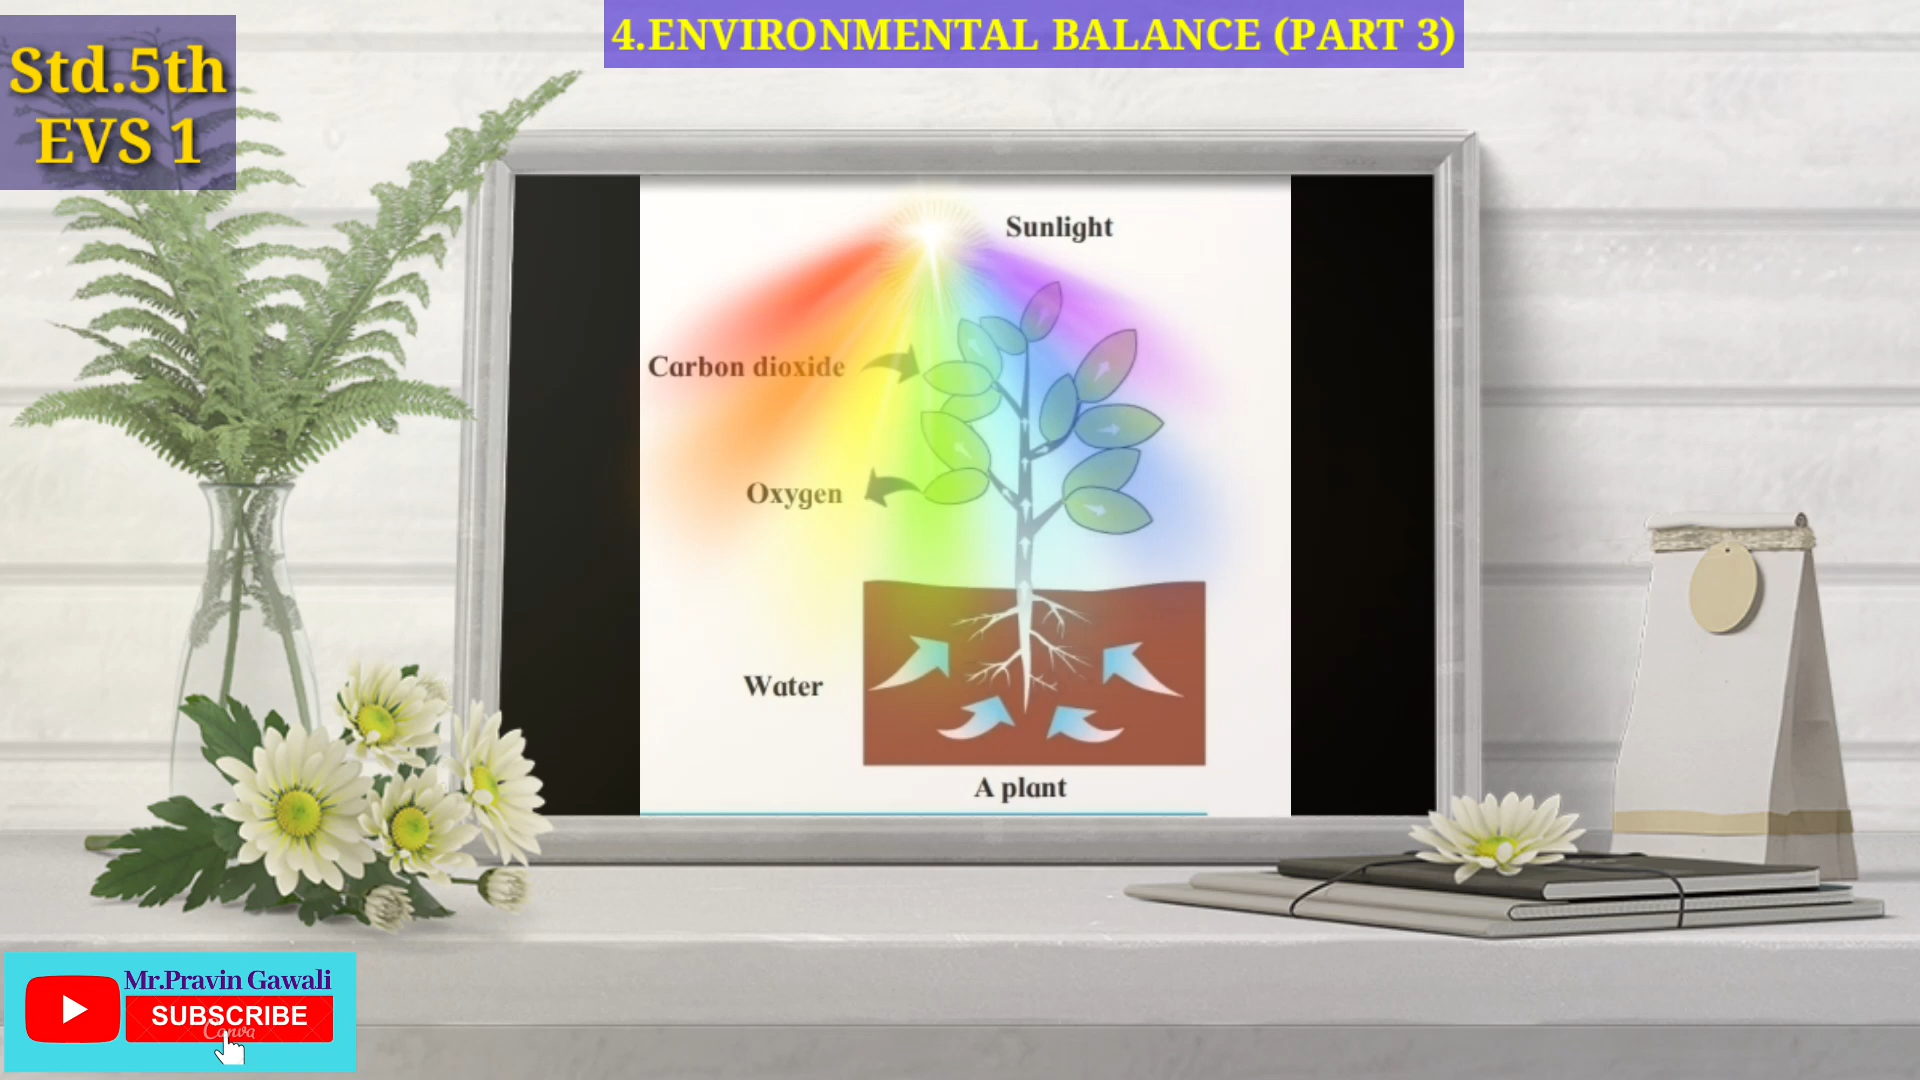 4.ENVIRONMENTAL BALANCE (PART 3)
Std.5th
EVS 1
Sunlight
Carbon dioxide
Oxygen
Water
A plant
Mr.Pravin Gawali
SUBSCRIBE
Canva